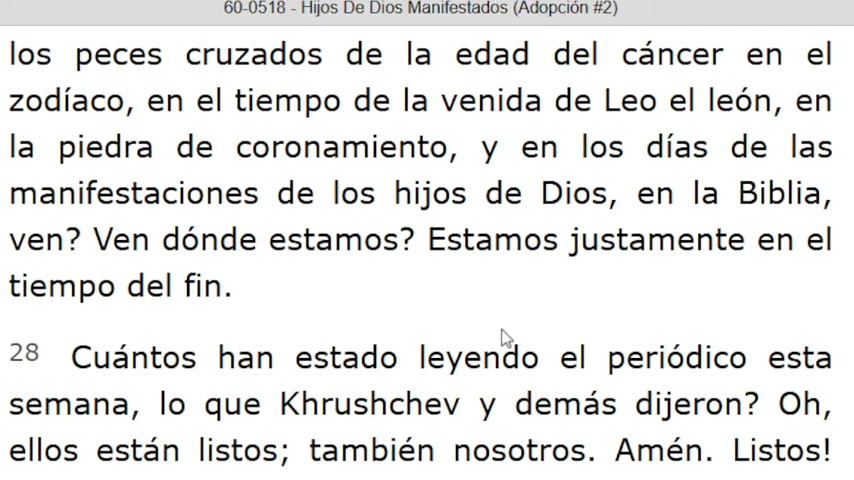 60-0518 - Hijos De Dios Manifestados (Adopción #2)
los peces cruzados de la edad del cáncer en el
zodíaco, en el tiempo de la venida de Leo el león, en
la piedra de coronamiento, y en los días de las
manifestaciones de los hijos de Dios, en la Biblia,
ven? Ven dónde estamos? Estamos justamente en el
tiempo del fin.
28 Cuántos han estado leyendo el periódico esta
semana, lo que Khrushchev y demás dijeron? Oh,
ellos están listos; también nosotros. Amén. Listos!